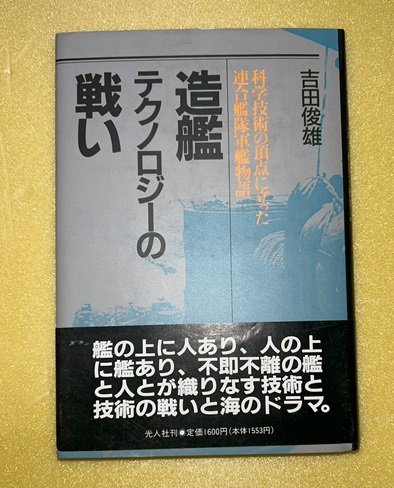 吉田俊雄
科学技術の頂点に立った
連合艦隊軍艦物語
造艦
テクノロジーの
戦い
艦の上に人あり、人の上
に艦あり、不即不離の艦
と人とが織りなす技術と
技術の戦いと海のドラマ。
光人社刊●定価1600円(本体1553円)